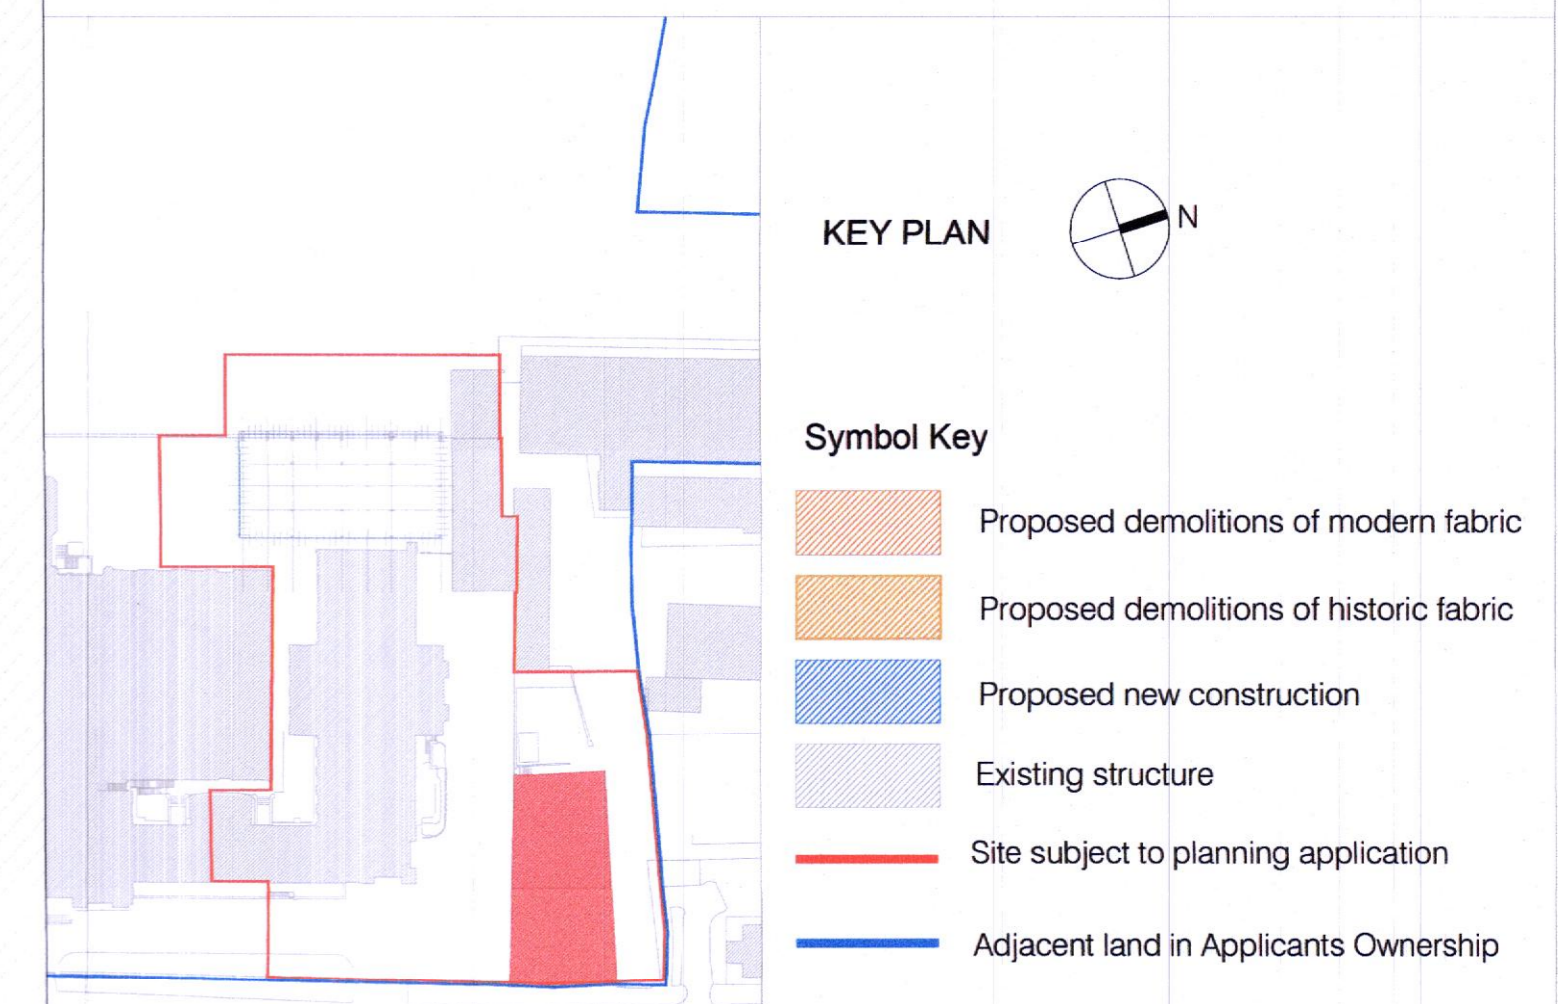 KEY PLAN
N
Symbol Key
Proposed demolitions of modern fabric
Proposed demolitions of historic fabric
Proposed new construction
Existing structure
Site subject to planning application
Adjacent land in Applicants Ownership